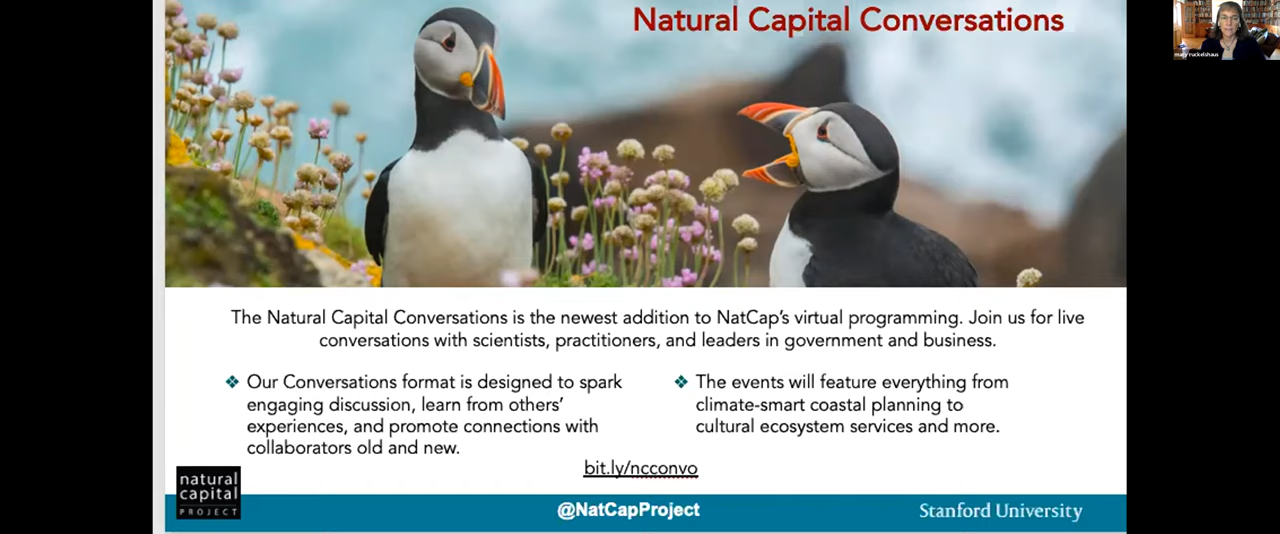 Natural Capital Conversations
mary ruckelshaus
The Natural Capital Conversations is the newest addition to NatCap's virtual programming. Join us for live
conversations with scientists, practitioners, and leaders in government and business.
❖ Our Conversations format is designed to spark
engaging discussion, learn from others'
experiences, and promote connections with
collaborators old and new.
❖ The events will feature everything from
climate-smart coastal planning to
cultural ecosystem services and more.
bit.ly/ncconvo
natural
capital
PROJECT
@NatCapProject
Stanford University